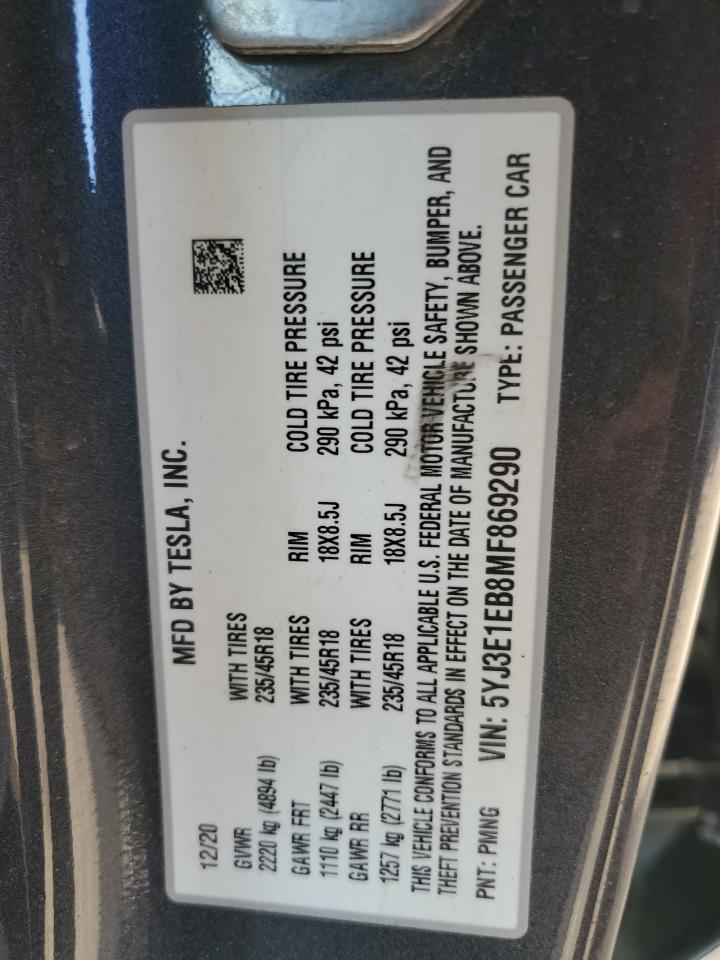 MFD BY TESLA, INC.
12/20
GVWR WITH TIRES
2220 kg (4894 lb) 235/45R18
GAWR FRT WITH TIRES RIM COLD TIRE PRESSURE
1110 kg (2447 lb) 235/45R18 18X8.5J 290 kPa, 42 psi
GAWR RR WITH TIRES RIM COLD TIRE PRESSURE
1257 kg (2771 lb) 235/45R18 18X8.5J 290 kPa, 42 psi
THIS VEHICLE CONFORMS TO ALL APPLICABLE U.S. FEDERAL MOTOR VEHICLE SAFETY, BUMPER, AND
THEFT PREVENTION STANDARDS IN EFFECT ON THE DATE OF MANUFACTURE SHOWN ABOVE.
PNT: PMNG VIN: 5YJ3E1EB8MF869290 TYPE: PASSENGER CAR